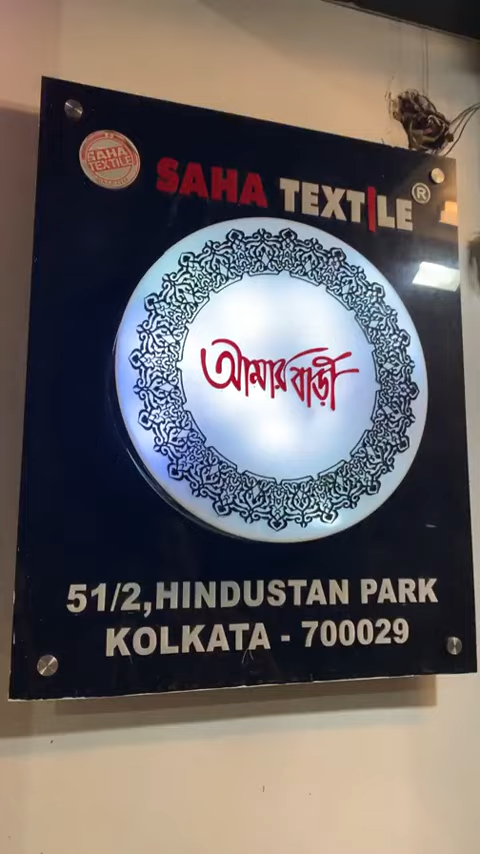 SAHA
TEXTILE
SAHA TEXTILE®
আমার বাড়ী
51/2,HINDUSTAN PARK
KOLKATA - 700029